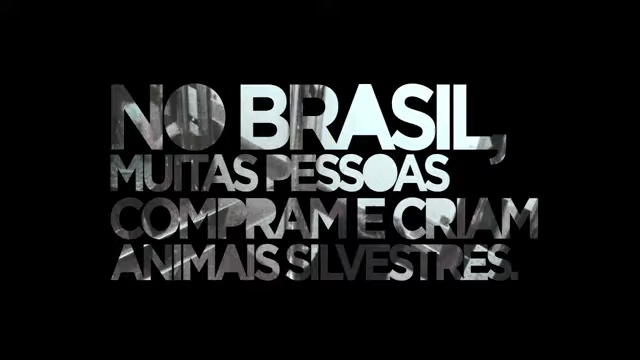 NO BRASIL,
MUITAS PESSOAS
COMPRAM E CRIAM
ANIMAIS SILVESTRES.